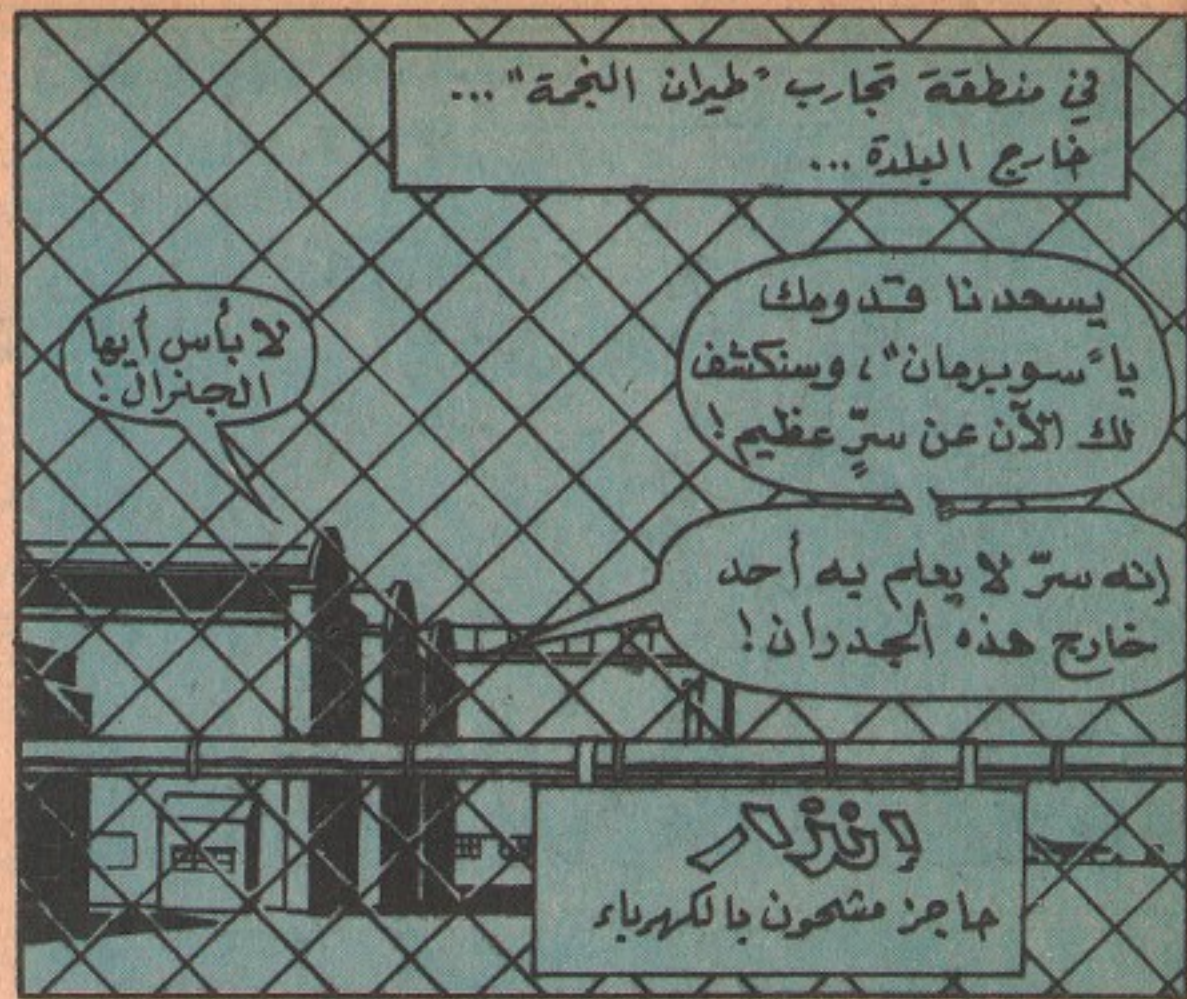 في منطقة تجارب "طيران النجمة"...
خارج البلدة...
يسعدنا قدومك
يا "سوبرمان"، وسنكشف
لك الآن عن سرّ عظيم!
إنه سرّ لا يعلم به أحد
خارج هذه الجدران!
لا بأس أيها
الجنرال!
إنذار
حاجز مشحون بالكهرباء